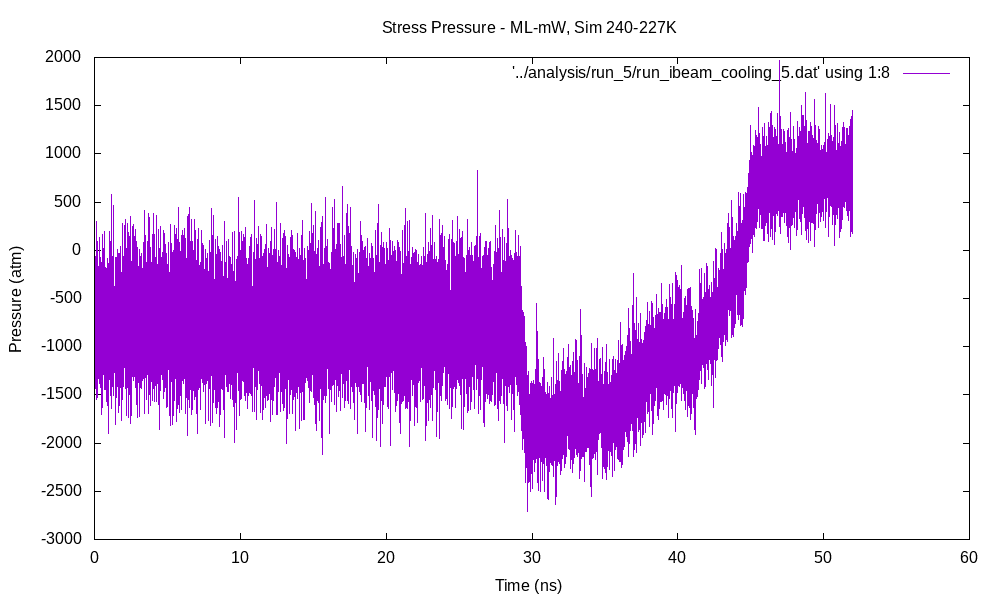 Stress Pressure - ML-mW, Sim 240-227K
'../analysis/run_5/run_ibeam_cooling_5.dat' using 1:8
2000
1500
1000
500
0
-500
-1000
-1500
-2000
-2500
-3000
Pressure (atm)
0 10 20 30 40 50 60
Time (ns)